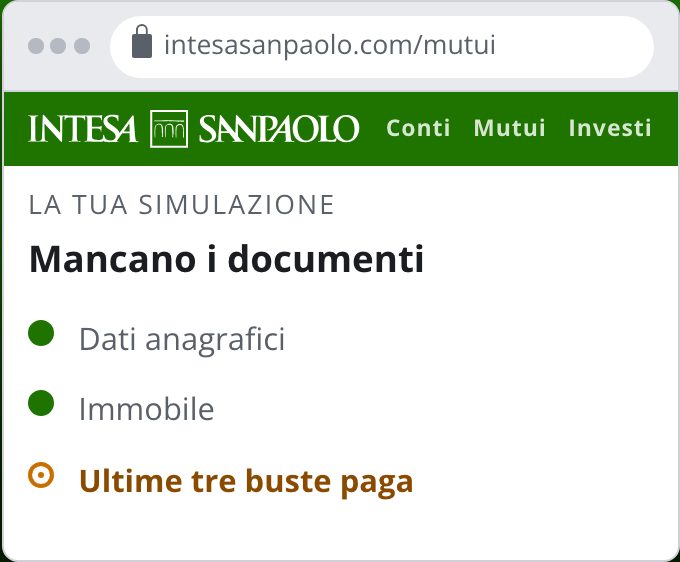 intesasanpaolo.com/mutui
INTESA SANPAOLO Conti Mutui Investi
LA TUA SIMULAZIONE
Mancano i documenti
Dati anagrafici
Immobile
Ultime tre buste paga